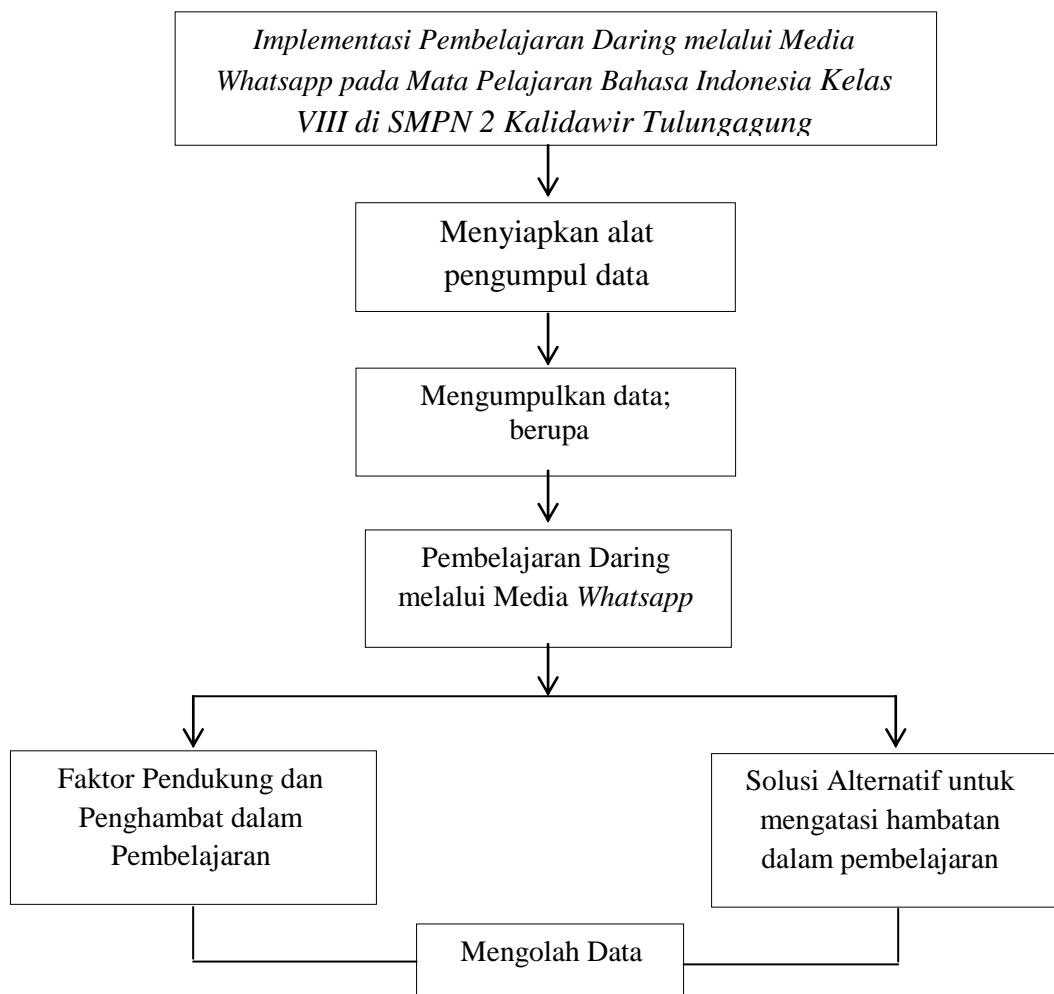 Implementasi Pembelajaran Daring melalui Media
Whatsapp pada Mata Pelajaran Bahasa Indonesia Kelas
VIII di SMPN 2 Kalidawir Tulungagung
Menyiapkan alat
pengumpul data
Mengumpulkan data;
berupa
Pembelajaran Daring
melalui Media Whatsapp
Faktor Pendukung dan
Penghambat dalam
Pembelajaran
Solusi Alternatif untuk
mengatasi hambatan
dalam pembelajaran
Mengolah Data